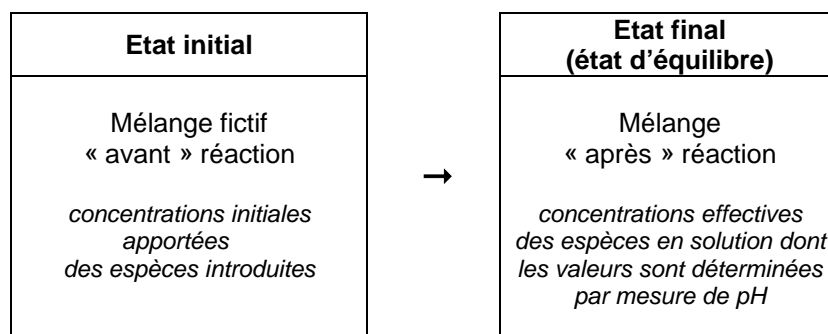 Etat initial
Mélange fictif
« avant » réaction
concentrations initiales
apportées
des espèces introduites
→
Etat final
(état d'équilibre)
Mélange
« après » réaction
concentrations effectives
des espèces en solution dont
les valeurs sont déterminées
par mesure de pH